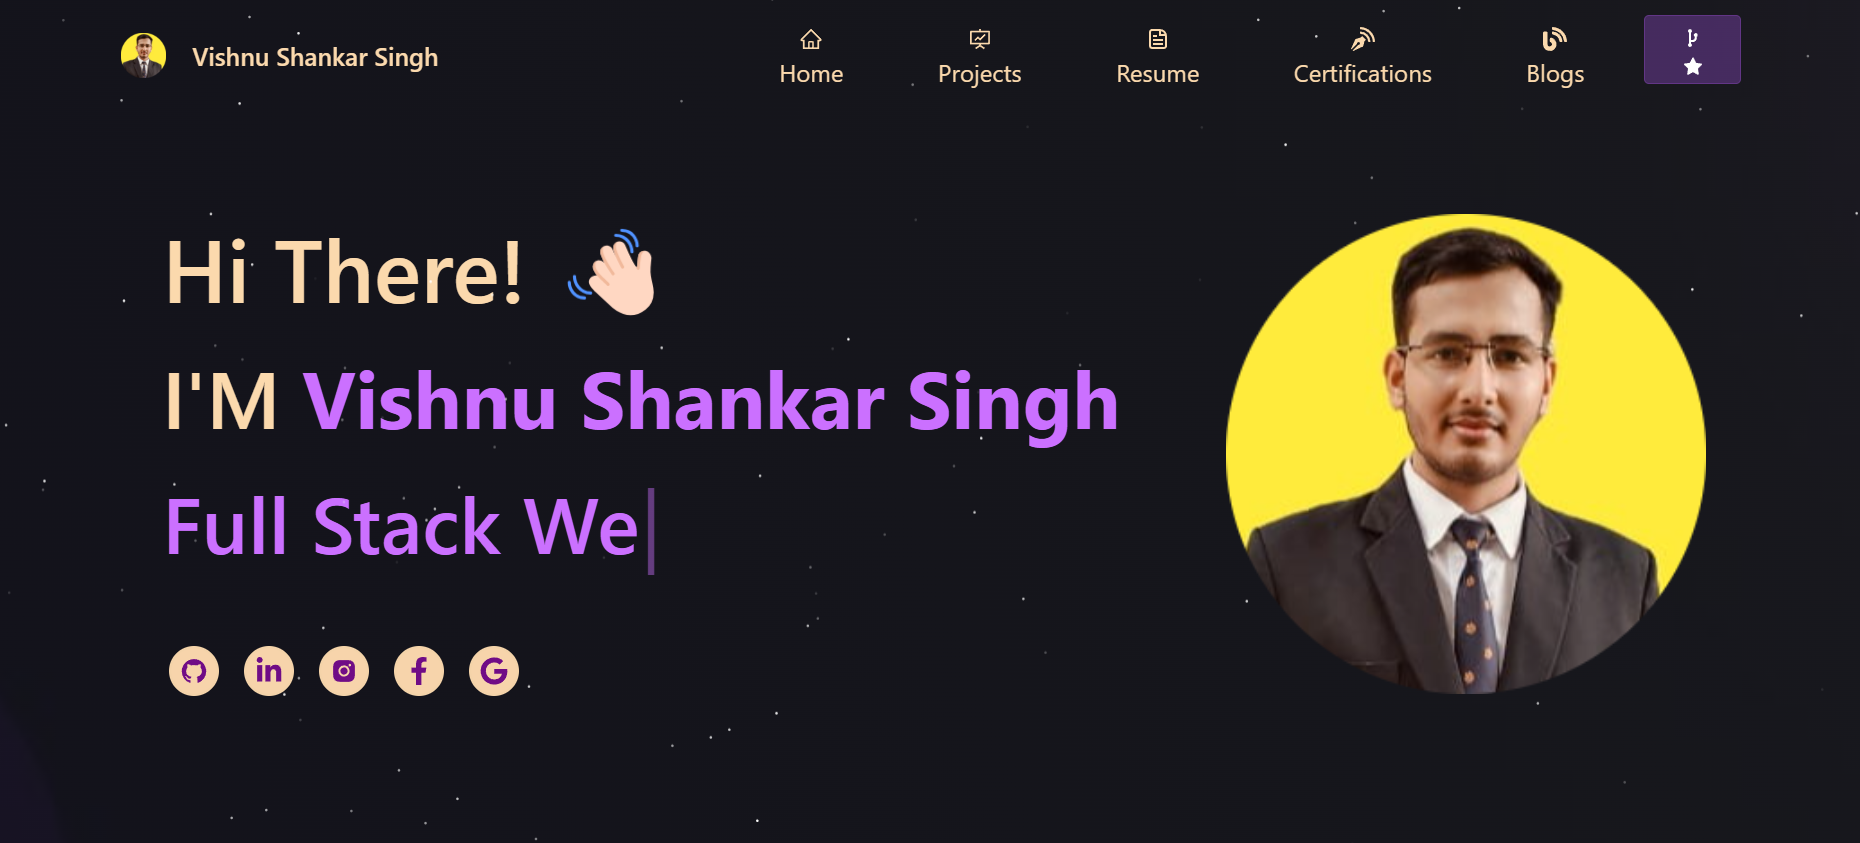 Vishnu Shankar Singh
Home
Projects
Resume
Certifications
Blogs
Hi There!
I'M Vishnu Shankar Singh
Full Stack We